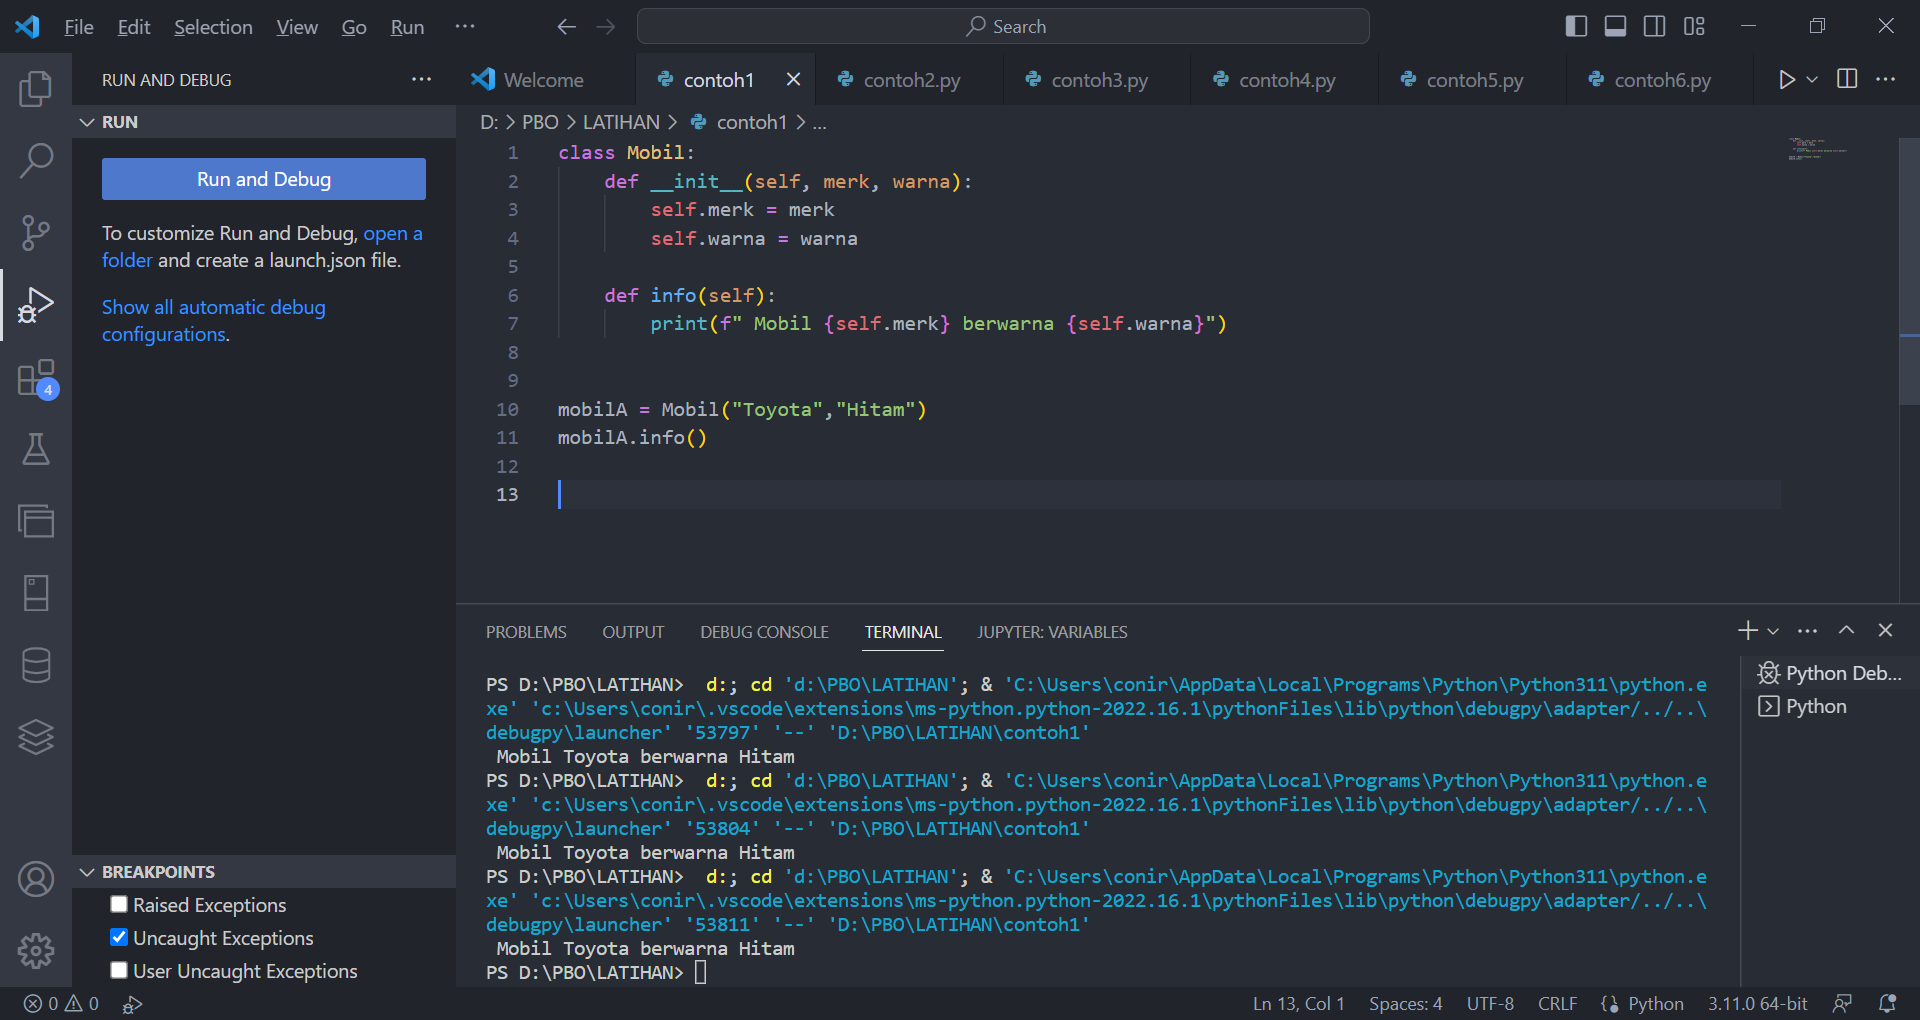 File Edit Selection View Go Run ··· Search
RUN AND DEBUG ···
Welcome contoh1 contoh2.py contoh3.py contoh4.py contoh5.py contoh6.py ···
RUN
Run and Debug
To customize Run and Debug, open a
folder and create a launch.json file.
Show all automatic debug
configurations.
4
BREAKPOINTS
Raised Exceptions
Uncaught Exceptions
User Uncaught Exceptions
D: > PBO > LATIHAN > contoh1 > ...
1 class Mobil:
2 def __init__(self, merk, warna):
3 self.merk = merk
4 self.warna = warna
5
6 def info(self):
7 print(f" Mobil {self.merk} berwarna {self.warna}")
8
9
10 mobilA = Mobil("Toyota","Hitam")
11 mobilA.info()
12
13
PROBLEMS OUTPUT DEBUG CONSOLE TERMINAL JUPYTER: VARIABLES ···
PS D:\PBO\LATIHAN>  d:; cd 'd:\PBO\LATIHAN'; & 'C:\Users\conir\AppData\Local\Programs\Python\Python311\python.e
xe' 'c:\Users\conir\.vscode\extensions\ms-python.python-2022.16.1\pythonFiles\lib\python\debugpy\adapter/../..\
debugpy\launcher' '53797' '--' 'D:\PBO\LATIHAN\contoh1'
 Mobil Toyota berwarna Hitam
PS D:\PBO\LATIHAN>  d:; cd 'd:\PBO\LATIHAN'; & 'C:\Users\conir\AppData\Local\Programs\Python\Python311\python.e
xe' 'c:\Users\conir\.vscode\extensions\ms-python.python-2022.16.1\pythonFiles\lib\python\debugpy\adapter/../..\
debugpy\launcher' '53804' '--' 'D:\PBO\LATIHAN\contoh1'
 Mobil Toyota berwarna Hitam
PS D:\PBO\LATIHAN>  d:; cd 'd:\PBO\LATIHAN'; & 'C:\Users\conir\AppData\Local\Programs\Python\Python311\python.e
xe' 'c:\Users\conir\.vscode\extensions\ms-python.python-2022.16.1\pythonFiles\lib\python\debugpy\adapter/../..\
debugpy\launcher' '53811' '--' 'D:\PBO\LATIHAN\contoh1'
 Mobil Toyota berwarna Hitam
PS D:\PBO\LATIHAN>
Python Deb...
Python
0 0 Ln 13, Col 1 Spaces: 4 UTF-8 CRLF Python 3.11.0 64-bit